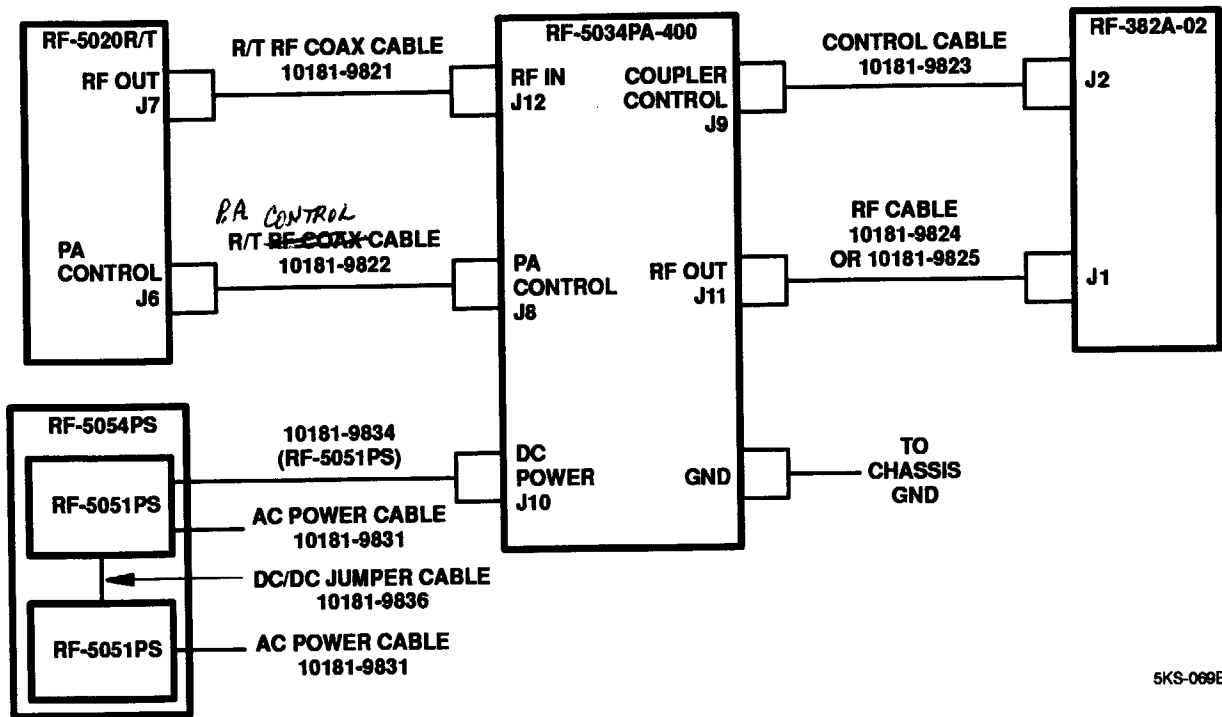 RF-5020R/T
RF OUT
J7
PA
CONTROL
J6
R/T RF COAX CABLE
10181-9821
P.A CONTROL
R/T RF COAX CABLE
10181-9822
RF-5034PA-400
RF IN
J12
PA
CONTROL
J8
DC
POWER
J10
COUPLER
CONTROL
J9
RF OUT
J11
GND
CONTROL CABLE
10181-9823
RF CABLE
10181-9824
OR 10181-9825
TO
CHASSIS
GND
RF-382A-02
J2
J1
RF-5054PS
RF-5051PS
RF-5051PS
10181-9834
(RF-5051PS)
AC POWER CABLE
10181-9831
DC/DC JUMPER CABLE
10181-9836
AC POWER CABLE
10181-9831
5KS-069B